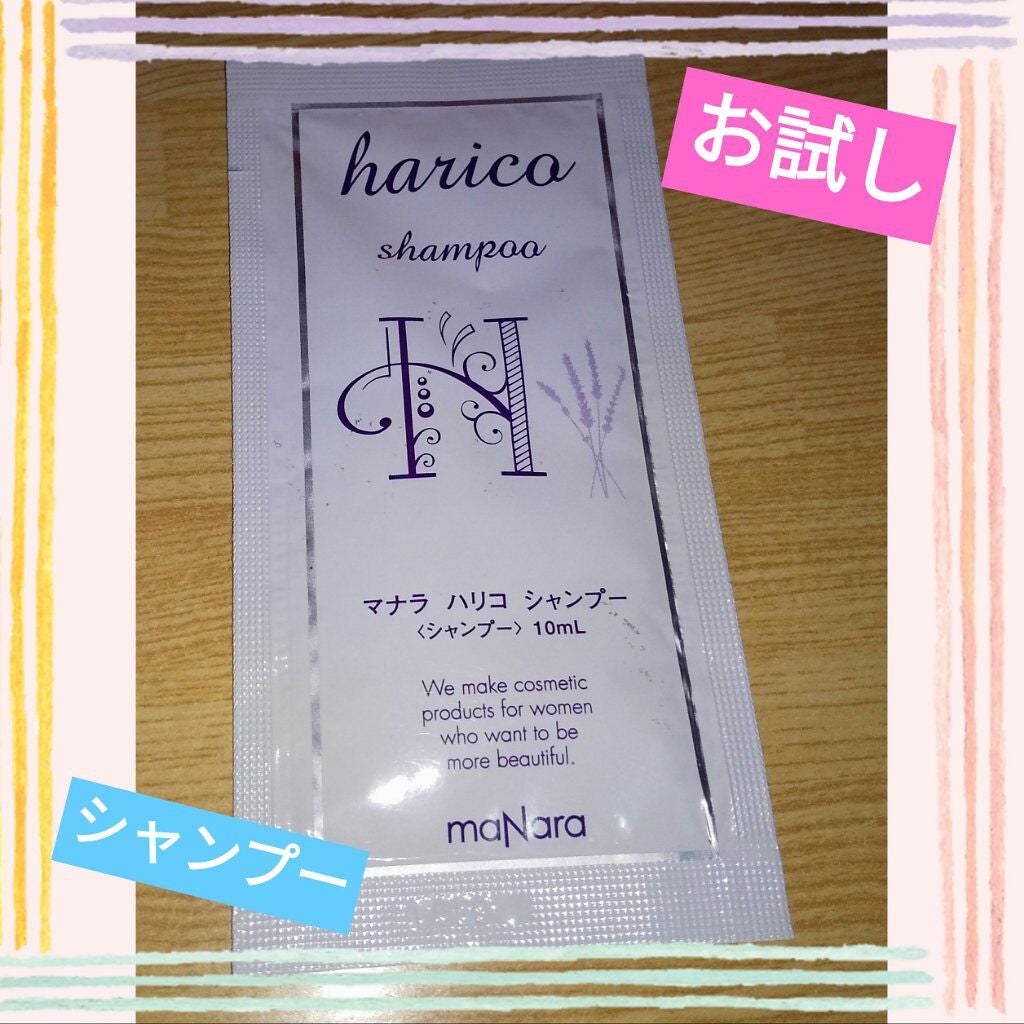 お試し
harico
shampoo
H
マナラ ハリコ シャンプー
〈シャンプー〉 10mL
We make cosmetic
products for women
who want to be
more beautiful.
maNara
シャンプー